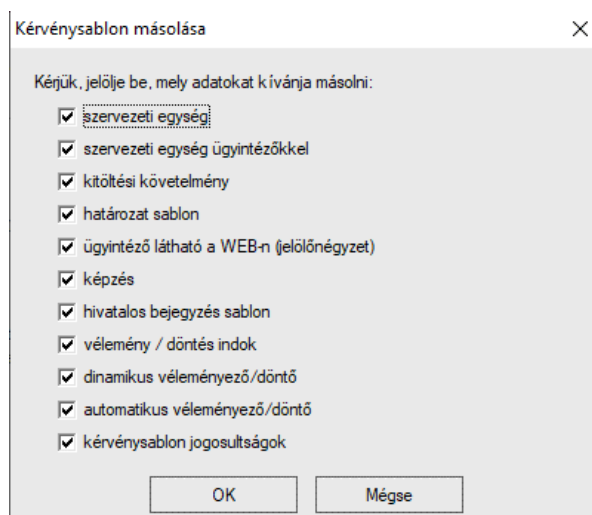 Kérvénysablon másolása
Kérjük, jelölje be, mely adatokat kívánja másolni:
szervezeti egység
szervezeti egység ügyintézőkkel
kitöltési követelmény
határozat sablon
ügyintéző látható a WEB-n (jelölőnégyzet)
képzés
hivatalos bejegyzés sablon
vélemény / döntés indok
dinamikus véleményező/döntő
automatikus véleményező/döntő
kérvénysablon jogosultságok
OK Mégse